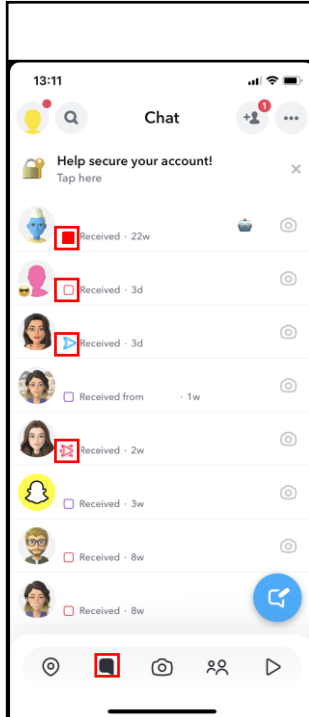 13:11
Chat
1
Help secure your account!
Tap here
Received · 22w
Received · 3d
Received · 3d
Received from · 1w
Received · 2w
Received · 3w
Received · 8w
Received · 8w